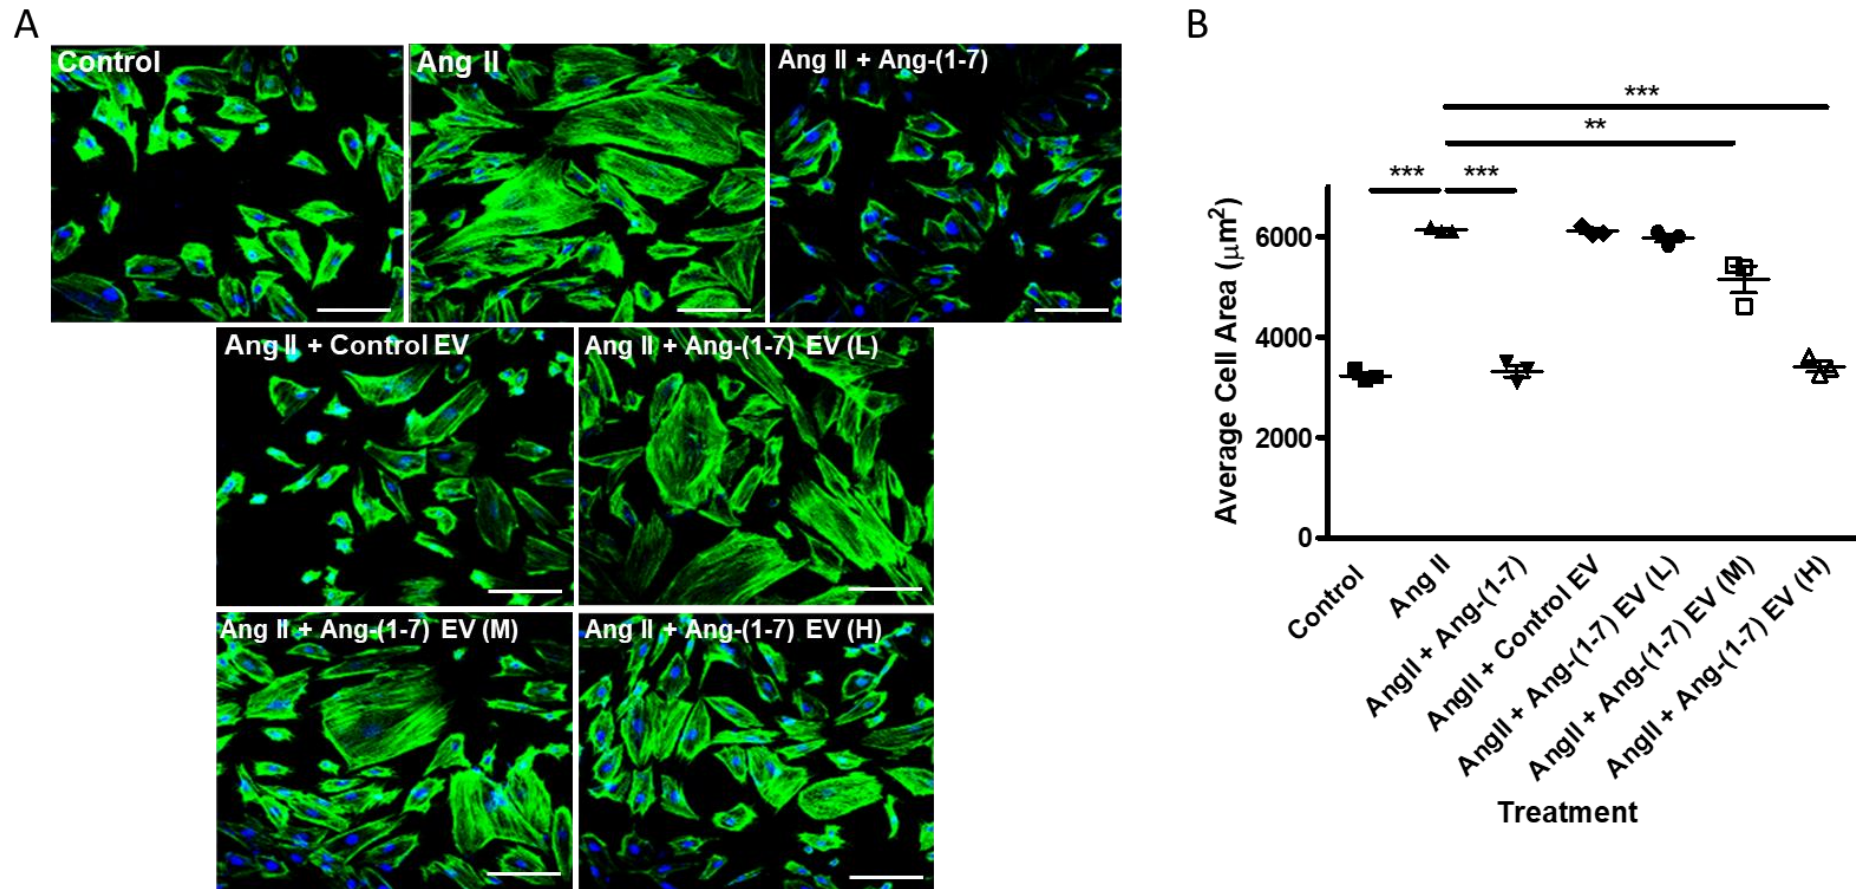 A
Control
Ang II
Ang II + Ang-(1-7)
Ang II + Control EV
Ang II + Ang-(1-7) EV (L)
Ang II + Ang-(1-7) EV (M)
Ang II + Ang-(1-7) EV (H)
B
***
**
*** ***
Average Cell Area (μm²)
6000
4000
2000
0
Control
Ang II
AngII + Ang-(1-7)
AngII + Control EV
AngII + Ang-(1-7) EV (L)
AngII + Ang-(1-7) EV (M)
AngII + Ang-(1-7) EV (H)
Treatment